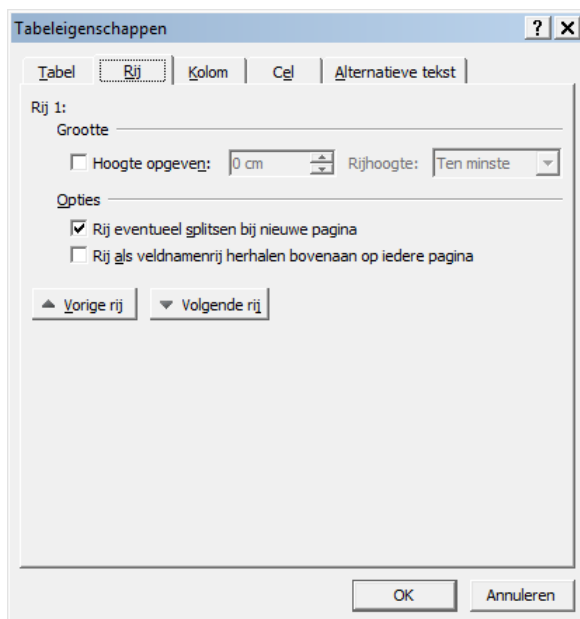 Tabeleigenschappen
Tabel Rij Kolom Cel Alternatieve tekst
Rij 1:
Grootte
Hoogte opgeven: 0 cm Rijhoogte: Ten minste
Opties
Rij eventueel splitsen bij nieuwe pagina
Rij als veldnamenrij herhalen bovenaan op iedere pagina
Vorige rij Volgende rij
OK Annuleren